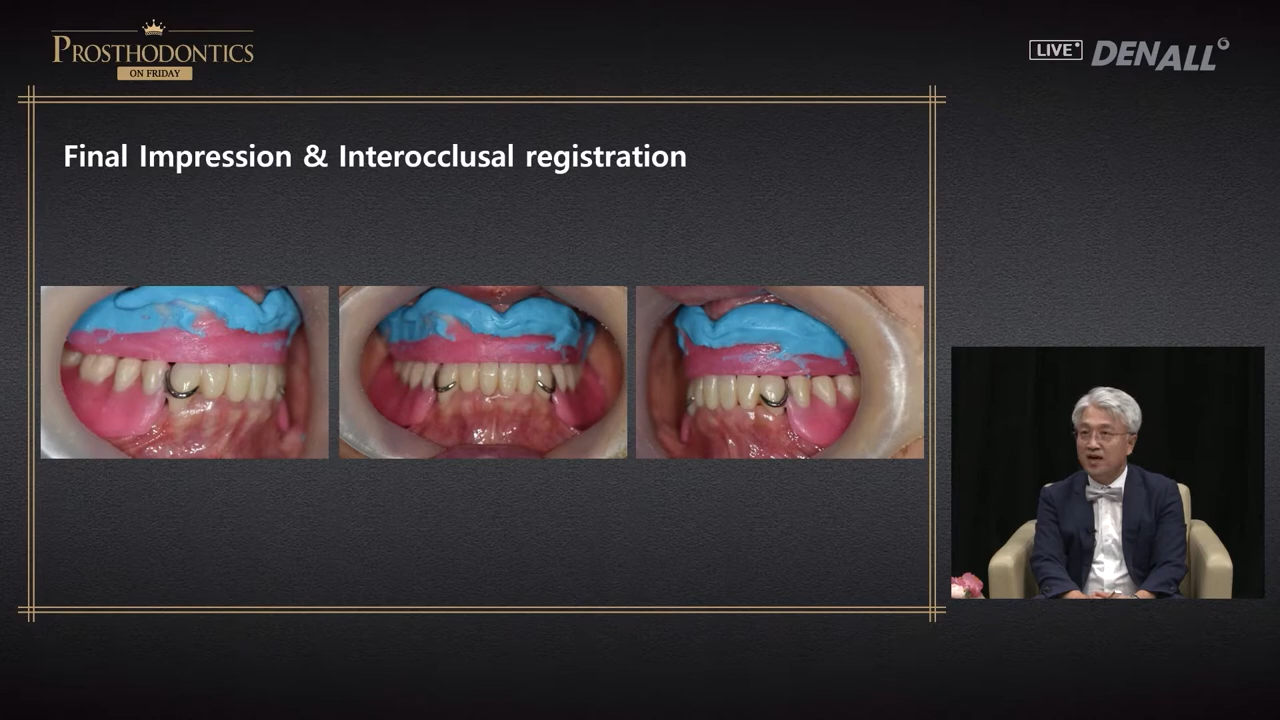 PROSTHODONTICS
ON FRIDAY
LIVE
DENALL
Final Impression & Interocclusal registration